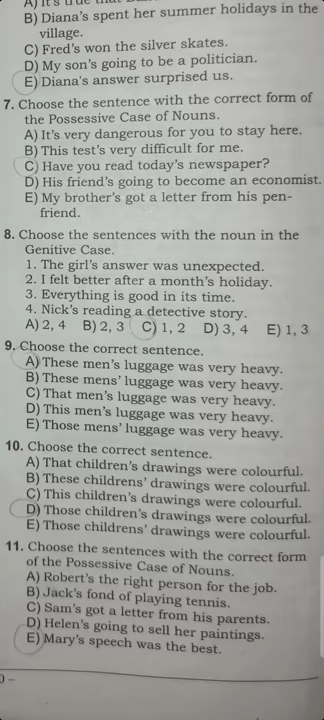 A) It's true that
B) Diana's spent her summer holidays in the
village.
C) Fred's won the silver skates.
D) My son's going to be a politician.
E) Diana's answer surprised us.
7. Choose the sentence with the correct form of
the Possessive Case of Nouns.
A) It's very dangerous for you to stay here.
B) This test's very difficult for me.
C) Have you read today's newspaper?
D) His friend's going to become an economist.
E) My brother's got a letter from his pen-
friend.
8. Choose the sentences with the noun in the
Genitive Case.
1. The girl's answer was unexpected.
2. I felt better after a month's holiday.
3. Everything is good in its time.
4. Nick's reading a detective story.
A) 2, 4 B) 2, 3 C) 1, 2 D) 3, 4 E) 1, 3
9. Choose the correct sentence.
A) These men's luggage was very heavy.
B) These mens' luggage was very heavy.
C) That men's luggage was very heavy.
D) This men's luggage was very heavy.
E) Those mens' luggage was very heavy.
10. Choose the correct sentence.
A) That children's drawings were colourful.
B) These childrens' drawings were colourful.
C) This children's drawings were colourful.
D) Those children's drawings were colourful.
E) Those childrens' drawings were colourful.
11. Choose the sentences with the correct form
of the Possessive Case of Nouns.
A) Robert's the right person for the job.
B) Jack's fond of playing tennis.
C) Sam's got a letter from his parents.
D) Helen's going to sell her paintings.
E) Mary's speech was the best.